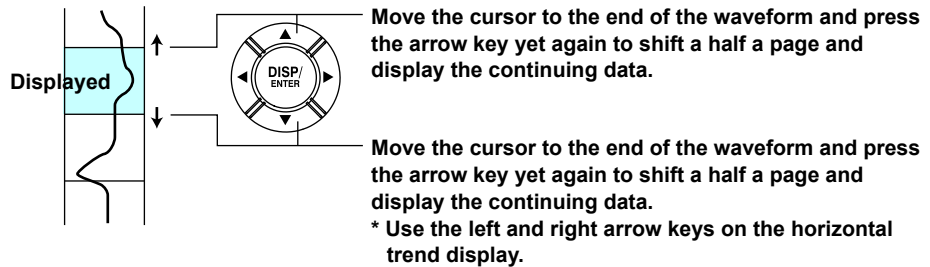 Move the cursor to the end of the waveform and press
the arrow key yet again to shift a half a page and
display the continuing data.
Displayed
DISP/
ENTER
Move the cursor to the end of the waveform and press
the arrow key yet again to shift a half a page and
display the continuing data.
* Use the left and right arrow keys on the horizontal
trend display.